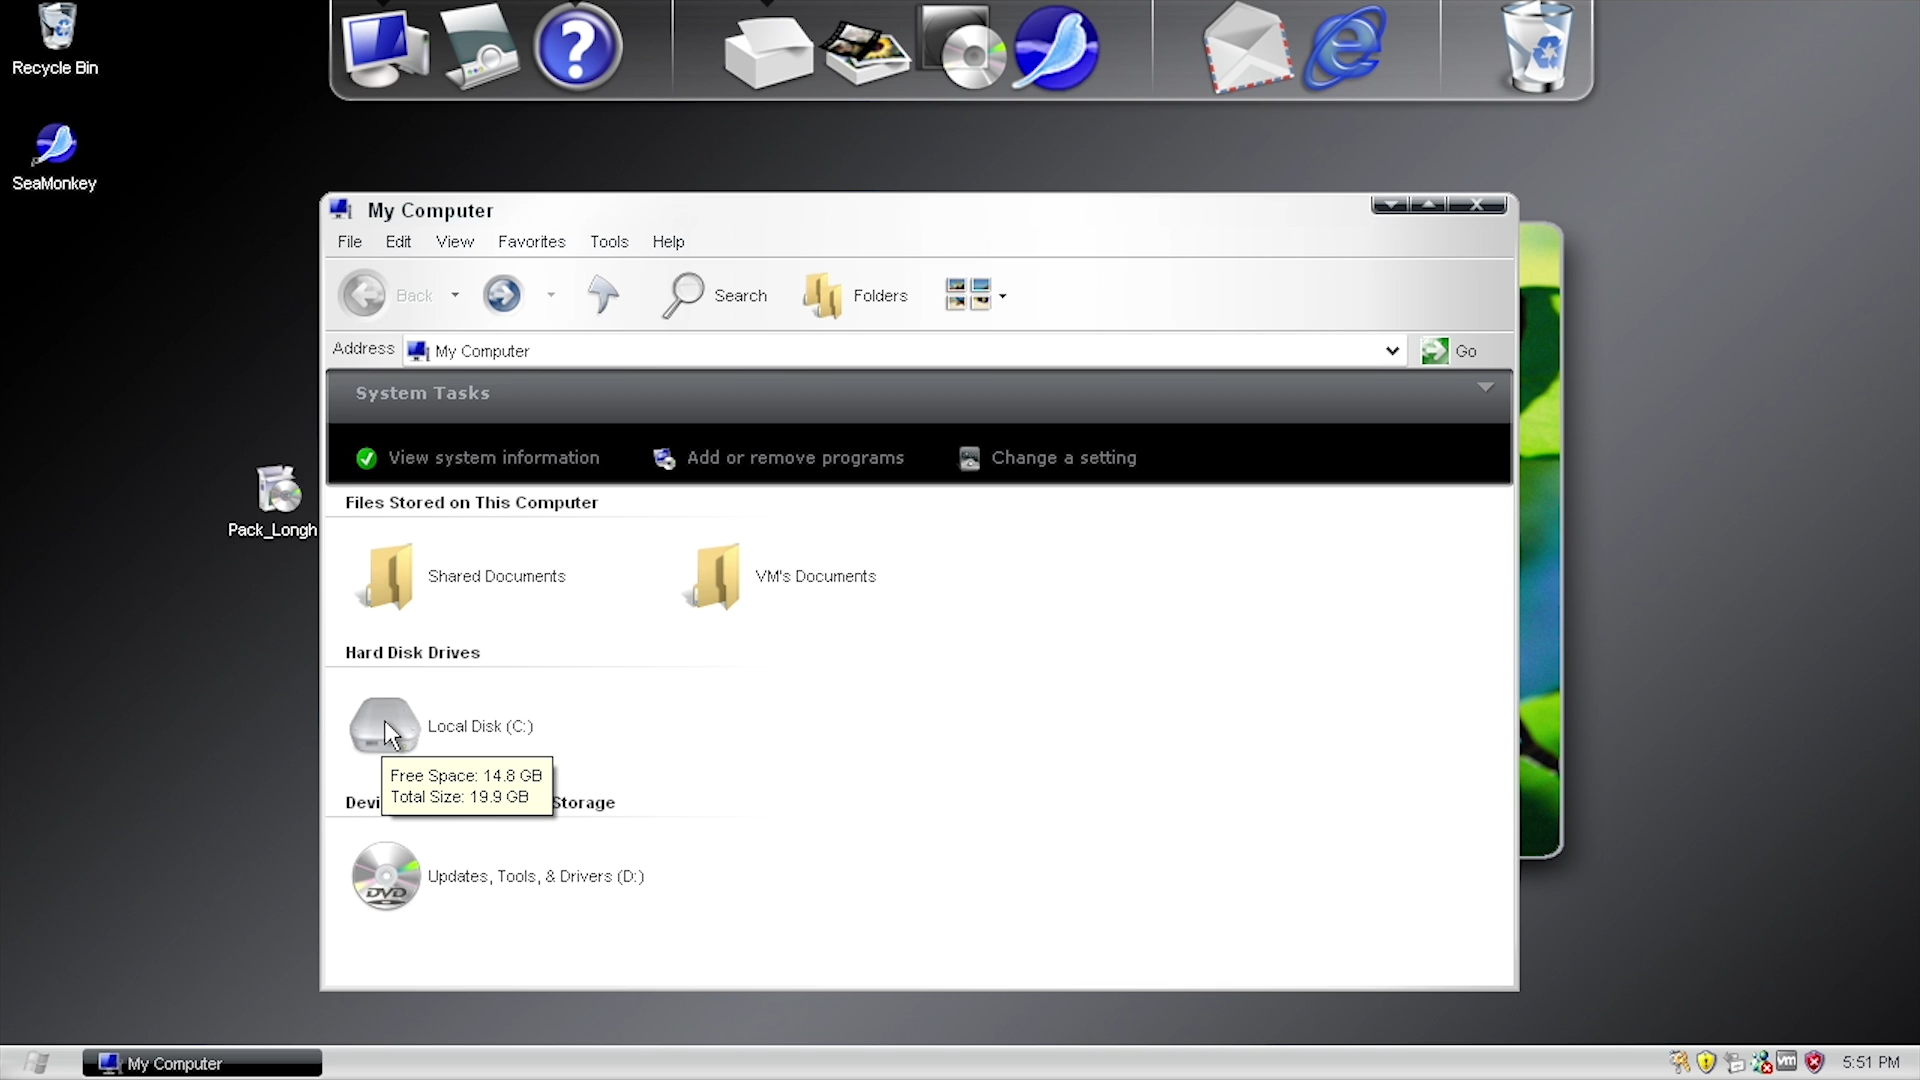 Recycle Bin
SeaMonkey
Pack_Longh
My Computer
File Edit View Favorites Tools Help
Back Search Folders
Address My Computer Go
System Tasks
View system information Add or remove programs Change a setting
Files Stored on This Computer
Shared Documents VM's Documents
Hard Disk Drives
Local Disk (C:)
Free Space: 14.8 GB
Total Size: 19.9 GB
Devi Storage
DVD
Updates, Tools, & Drivers (D:)
My Computer
vm
5:51 PM